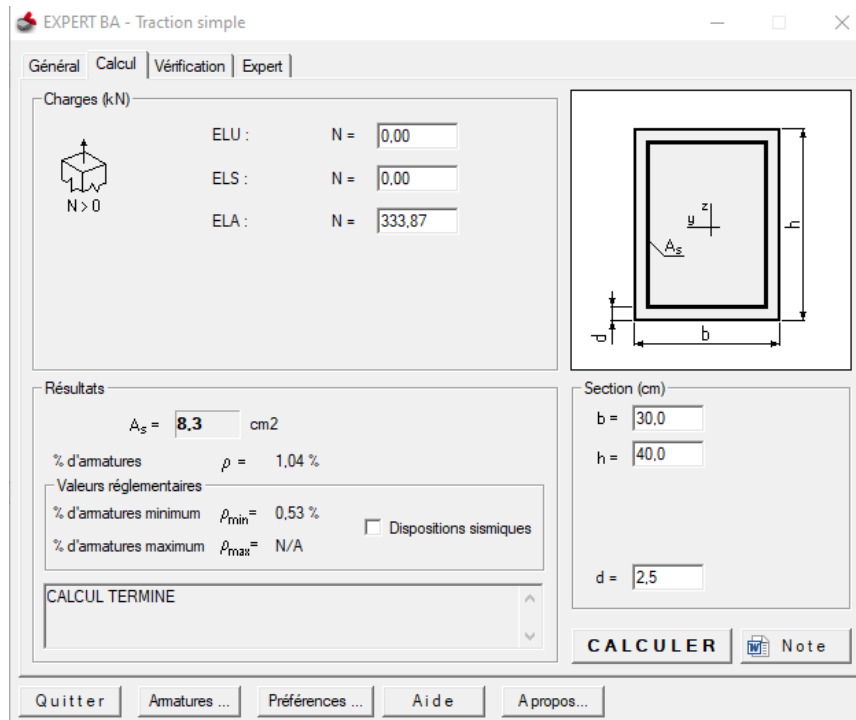 EXPERT BA - Traction simple
Général Calcul Vérification Expert
Charges (kN)
N > 0
ELU : N = 0,00
ELS : N = 0,00
ELA : N = 333,87
z
y
As
h
d
b
Résultats
As = 8,3 cm2
% d'armatures ρ = 1,04 %
Valeurs réglementaires
% d'armatures minimum ρmin= 0,53 %
% d'armatures maximum ρmax= N/A
Dispositions sismiques
CALCUL TERMINE
Section (cm)
b = 30,0
h = 40,0
d = 2,5
CALCULER Note
Quitter Armatures ... Préférences ... Aide A propos...